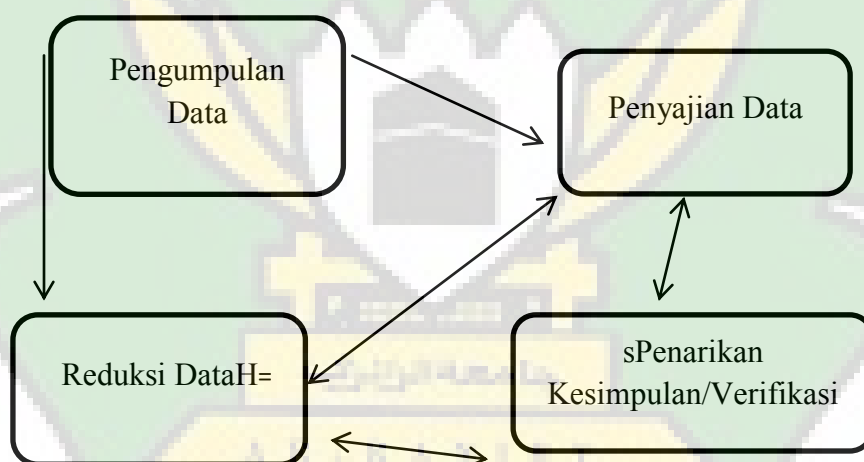 Pengumpulan
Data
Penyajian Data
Reduksi DataH=
sPenarikan
Kesimpulan/Verifikasi